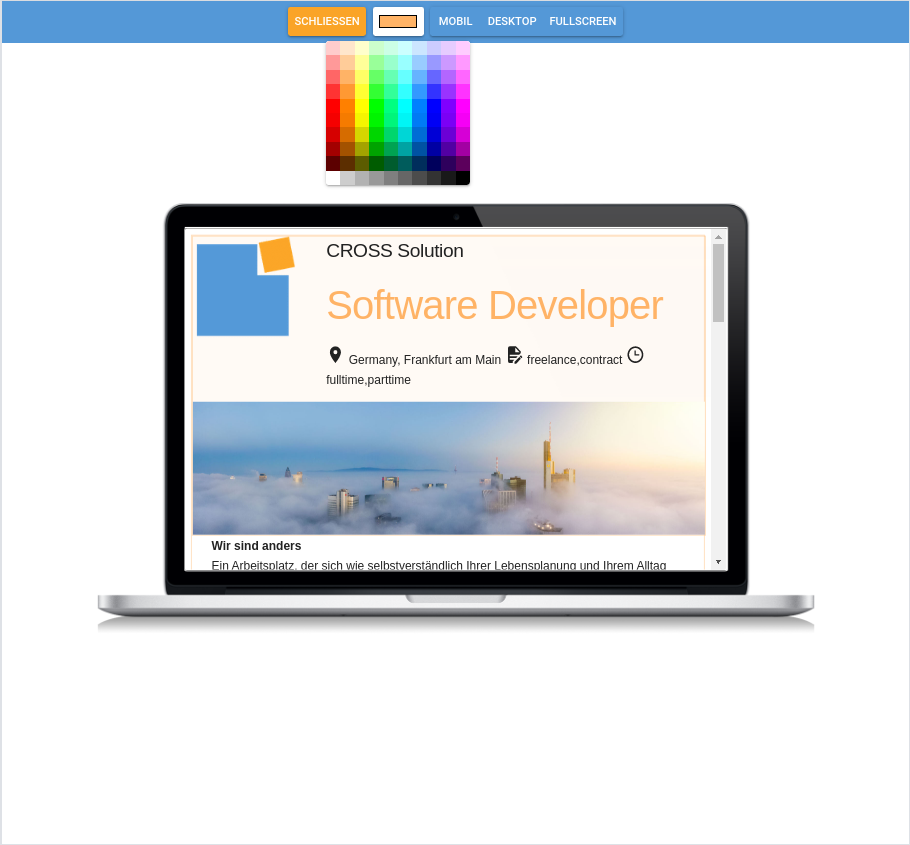 SCHLIESSEN MOBIL DESKTOP FULLSCREEN
CROSS Solution
Software Developer
Germany, Frankfurt am Main freelance,contract
fulltime,parttime
Wir sind anders
Ein Arbeitsplatz, der sich wie selbstverständlich Ihrer Lebensplanung und Ihrem Alltag